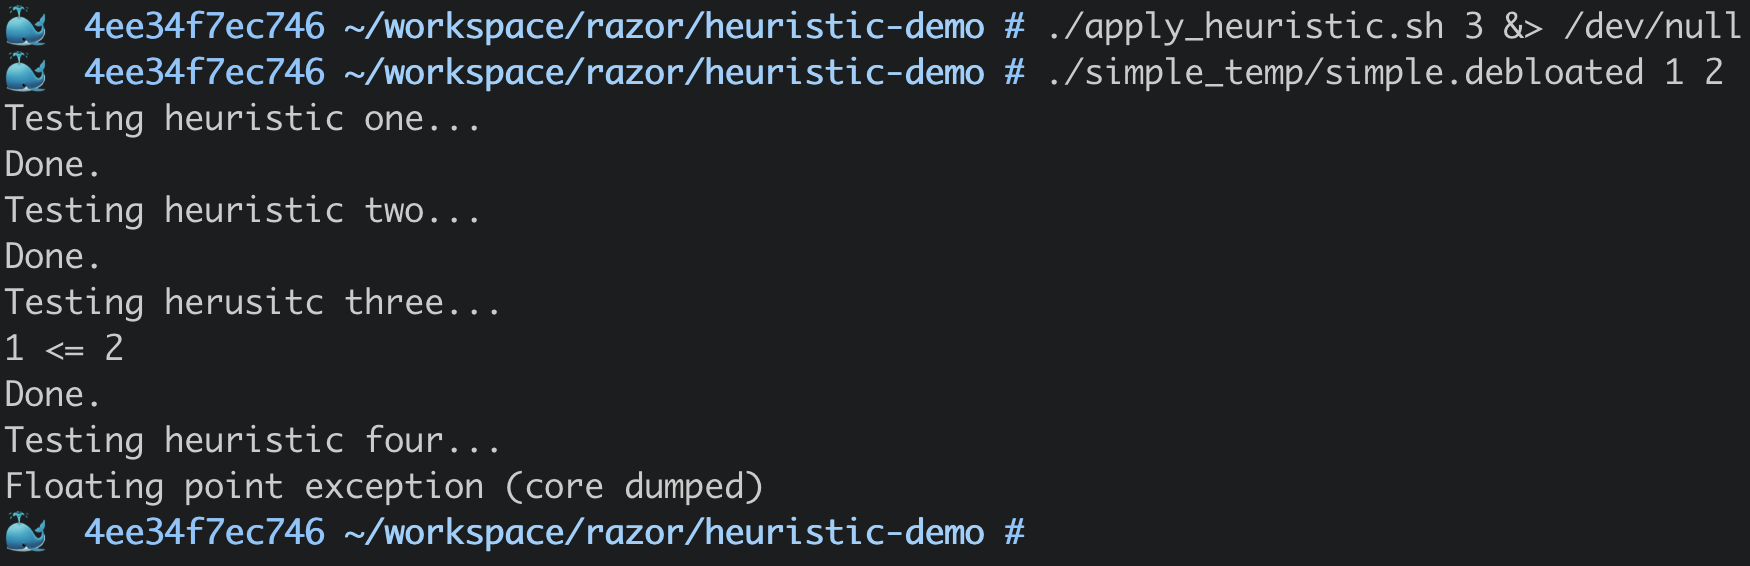 🐳 4ee34f7ec746 ~/workspace/razor/heuristic-demo # ./apply_heuristic.sh 3 &> /dev/null
🐳 4ee34f7ec746 ~/workspace/razor/heuristic-demo # ./simple_temp/simple.debloated 1 2
Testing heuristic one...
Done.
Testing heuristic two...
Done.
Testing herusitc three...
1 <= 2
Done.
Testing heuristic four...
Floating point exception (core dumped)
🐳 4ee34f7ec746 ~/workspace/razor/heuristic-demo #